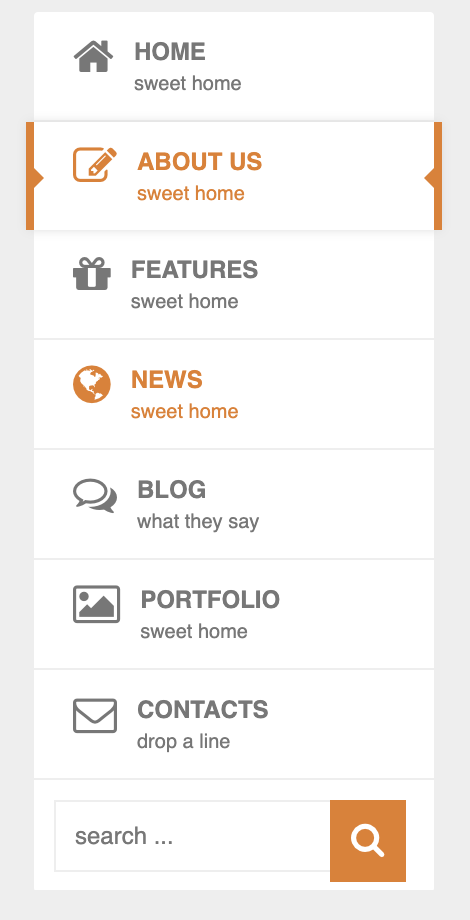 HOME
sweet home
ABOUT US
sweet home
FEATURES
sweet home
NEWS
sweet home
BLOG
what they say
PORTFOLIO
sweet home
CONTACTS
drop a line
search ...